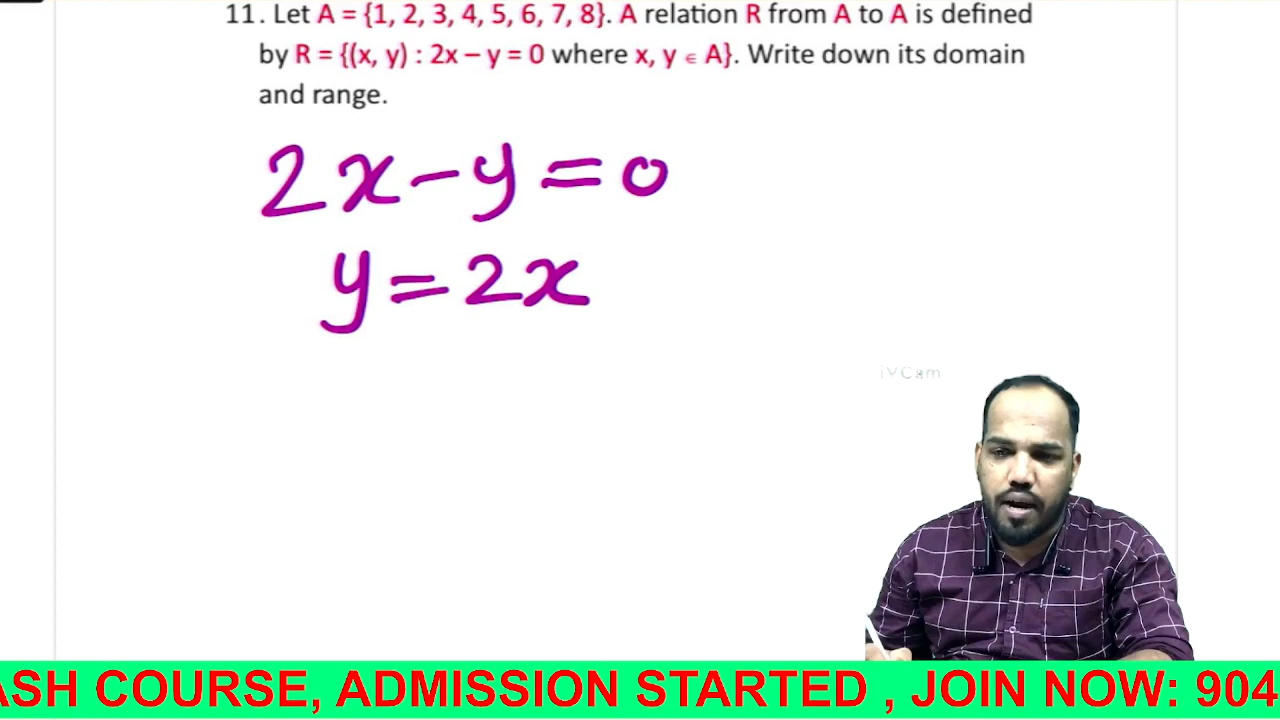 11. Let A = {1, 2, 3, 4, 5, 6, 7, 8}. A relation R from A to A is defined
by R = {(x, y) : 2x – y = 0 where x, y ∊ A}. Write down its domain
and range.
2x-y=0
y=2x
iVCam
ASH COURSE, ADMISSION STARTED , JOIN NOW: 904